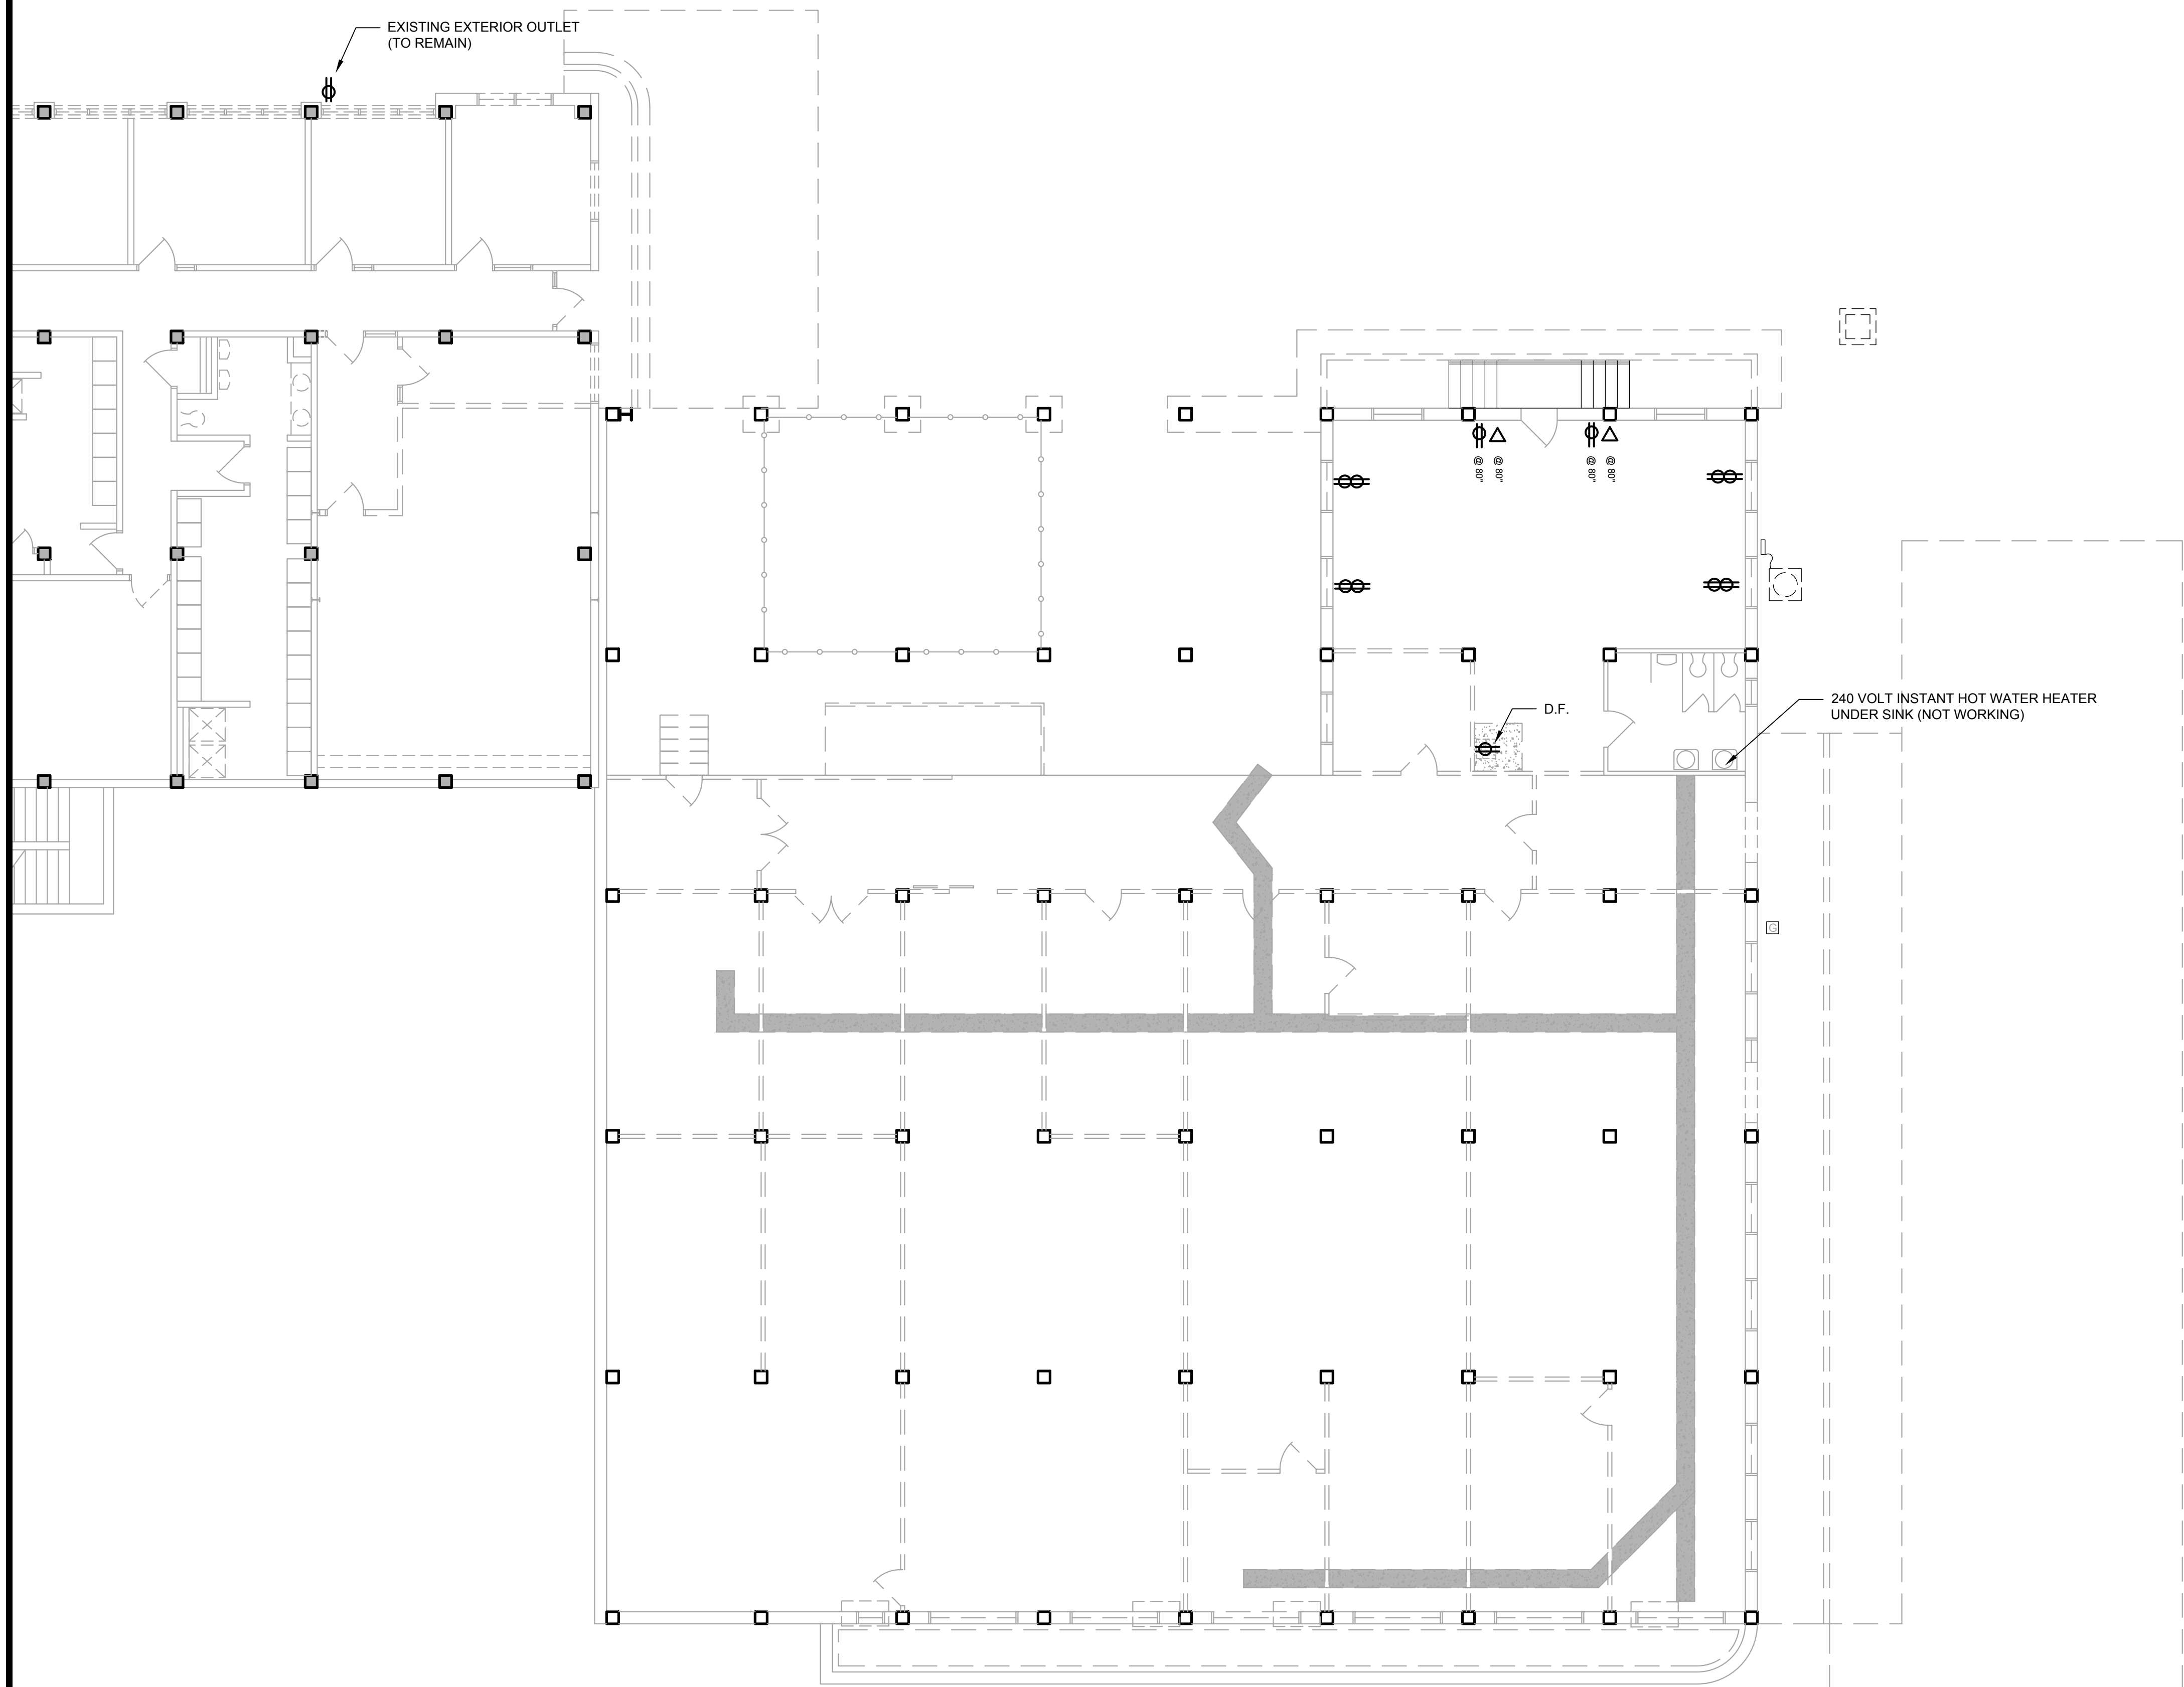 EXISTING EXTERIOR OUTLET
(TO REMAIN)
@ 80"
@ 80"
@ 80"
@ 80"
240 VOLT INSTANT HOT WATER HEATER
UNDER SINK (NOT WORKING)
D.F.
G